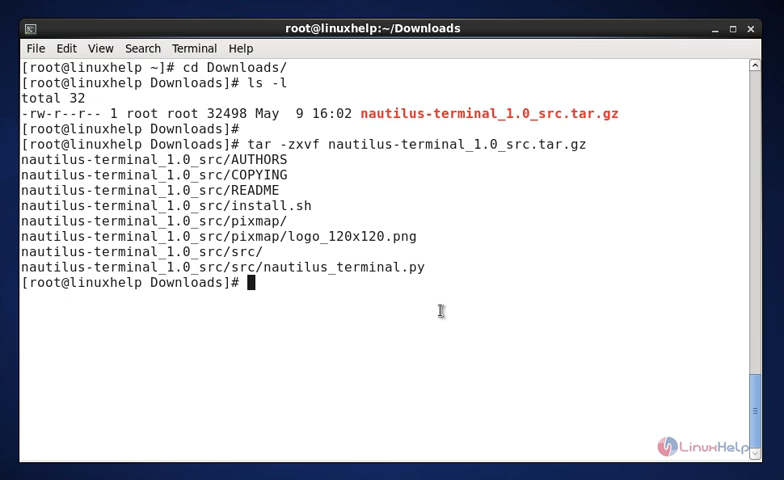 root@linuxhelp:~/Downloads
File Edit View Search Terminal Help
[root@linuxhelp ~]# cd Downloads/
[root@linuxhelp Downloads]# ls -l
total 32
-rw-r--r-- 1 root root 32498 May  9 16:02 nautilus-terminal_1.0_src.tar.gz
[root@linuxhelp Downloads]#
[root@linuxhelp Downloads]# tar -zxvf nautilus-terminal_1.0_src.tar.gz
nautilus-terminal_1.0_src/AUTHORS
nautilus-terminal_1.0_src/COPYING
nautilus-terminal_1.0_src/README
nautilus-terminal_1.0_src/install.sh
nautilus-terminal_1.0_src/pixmap/
nautilus-terminal_1.0_src/pixmap/logo_120x120.png
nautilus-terminal_1.0_src/src/
nautilus-terminal_1.0_src/src/nautilus_terminal.py
[root@linuxhelp Downloads]#
LinuxHelp